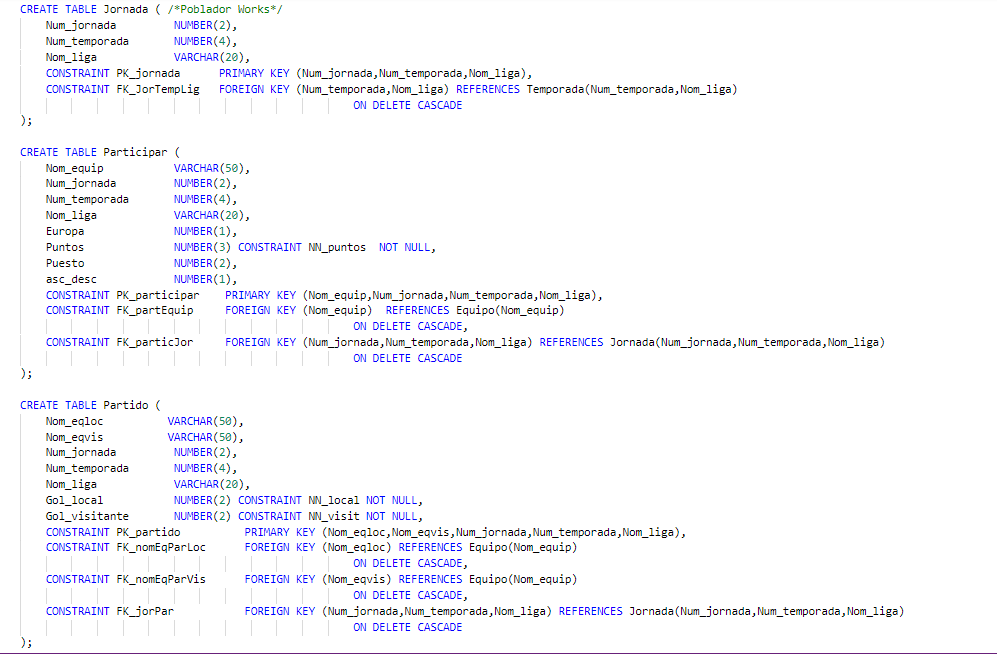 CREATE TABLE Jornada ( /*Poblador Works*/
    Num_jornada         NUMBER(2),
    Num_temporada       NUMBER(4),
    Nom_liga            VARCHAR(20),
    CONSTRAINT PK_jornada      PRIMARY KEY (Num_jornada,Num_temporada,Nom_liga),
    CONSTRAINT FK_JorTempLig   FOREIGN KEY (Num_temporada,Nom_liga) REFERENCES Temporada(Num_temporada,Nom_liga)
                                                    ON DELETE CASCADE
);

CREATE TABLE Participar (
    Nom_equip           VARCHAR(50),
    Num_jornada         NUMBER(2),
    Num_temporada       NUMBER(4),
    Nom_liga            VARCHAR(20),
    Europa              NUMBER(1),
    Puntos              NUMBER(3) CONSTRAINT NN_puntos  NOT NULL,
    Puesto              NUMBER(2),
    asc_desc            NUMBER(1),
    CONSTRAINT PK_participar    PRIMARY KEY (Nom_equip,Num_jornada,Num_temporada,Nom_liga),
    CONSTRAINT FK_partEquip     FOREIGN KEY (Nom_equip)  REFERENCES Equipo(Nom_equip)
                                                    ON DELETE CASCADE,
    CONSTRAINT FK_particJor     FOREIGN KEY (Num_jornada,Num_temporada,Nom_liga) REFERENCES Jornada(Num_jornada,Num_temporada,Nom_liga)
                                                    ON DELETE CASCADE
);

CREATE TABLE Partido (
    Nom_eqloc          VARCHAR(50),
    Nom_eqvis          VARCHAR(50),
    Num_jornada         NUMBER(2),
    Num_temporada       NUMBER(4),
    Nom_liga            VARCHAR(20),
    Gol_local           NUMBER(2) CONSTRAINT NN_local NOT NULL,
    Gol_visitante       NUMBER(2) CONSTRAINT NN_visit NOT NULL,
    CONSTRAINT PK_partido          PRIMARY KEY (Nom_eqloc,Nom_eqvis,Num_jornada,Num_temporada,Nom_liga),
    CONSTRAINT FK_nomEqParLoc      FOREIGN KEY (Nom_eqloc) REFERENCES Equipo(Nom_equip)
                                                    ON DELETE CASCADE,
    CONSTRAINT FK_nomEqParVis      FOREIGN KEY (Nom_eqvis) REFERENCES Equipo(Nom_equip)
                                                    ON DELETE CASCADE,
    CONSTRAINT FK_jorPar           FOREIGN KEY (Num_jornada,Num_temporada,Nom_liga) REFERENCES Jornada(Num_jornada,Num_temporada,Nom_liga)
                                                    ON DELETE CASCADE
);